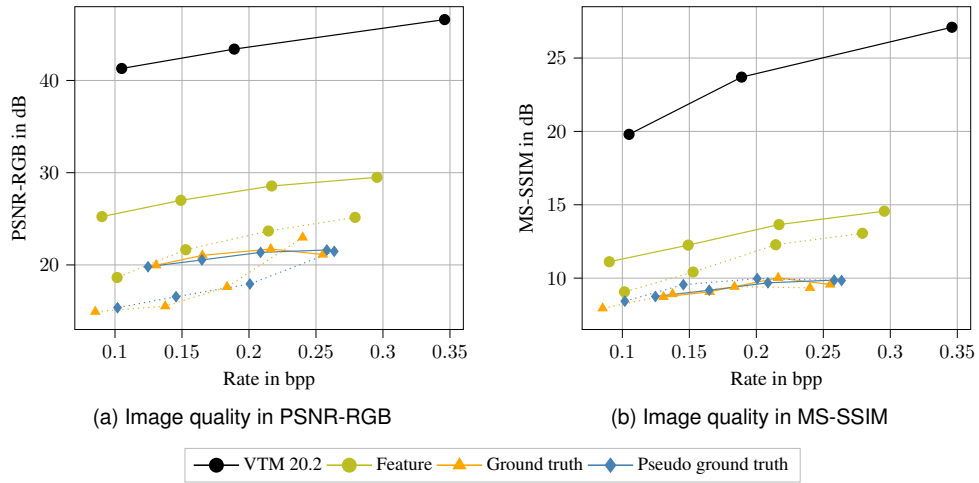 40
30
20
PSNR-RGB in dB
0.1 0.15 0.2 0.25 0.3 0.35
Rate in bpp
(a) Image quality in PSNR-RGB
25
20
15
10
MS-SSIM in dB
0.1 0.15 0.2 0.25 0.3 0.35
Rate in bpp
(b) Image quality in MS-SSIM
VTM 20.2 Feature Ground truth Pseudo ground truth